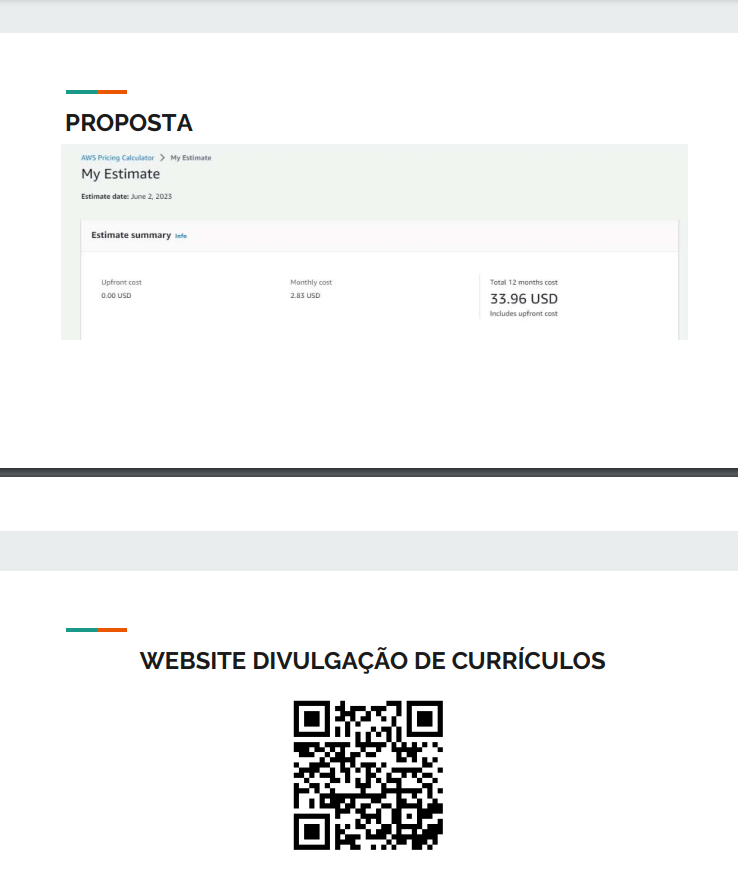 PROPOSTA
AWS Pricing Calculator > My Estimate
My Estimate
Estimate date: June 2, 2023
Estimate summary Info
Upfront cost
0.00 USD
Monthly cost
2.83 USD
Total 12 months cost
33.96 USD
Includes upfront cost
WEBSITE DIVULGAÇÃO DE CURRÍCULOS